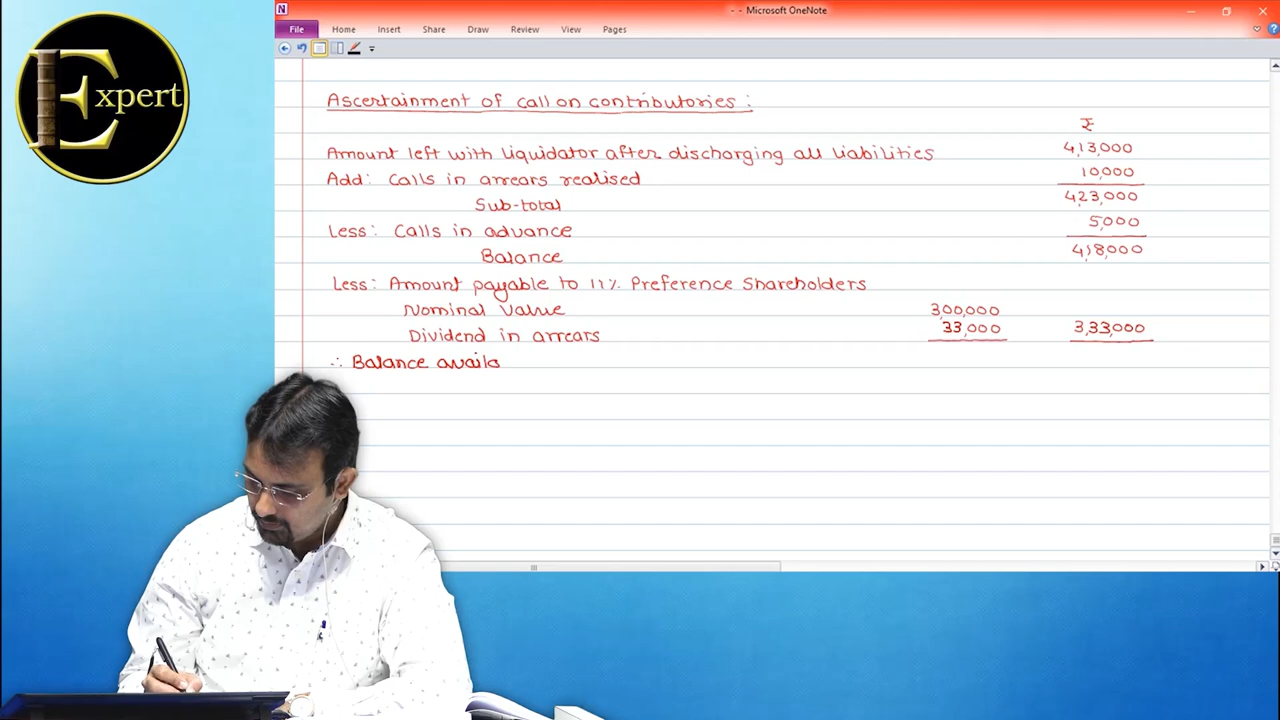 Expert
- - Microsoft OneNote
File Home Insert Share Draw Review View Pages
Ascertainment of call on contributories :
₹
Amount left with liquidator after discharging all liabilities 4,13,000
Add: Calls in arrears realised 10,000
Sub-total 4,23,000
Less: Calls in advance 5,000
Balance 4,18,000
Less: Amount payable to 11% Preference Shareholders
Nominal value 300,000
Dividend in arrears 33,000 3,33,000
∴ Balance availa